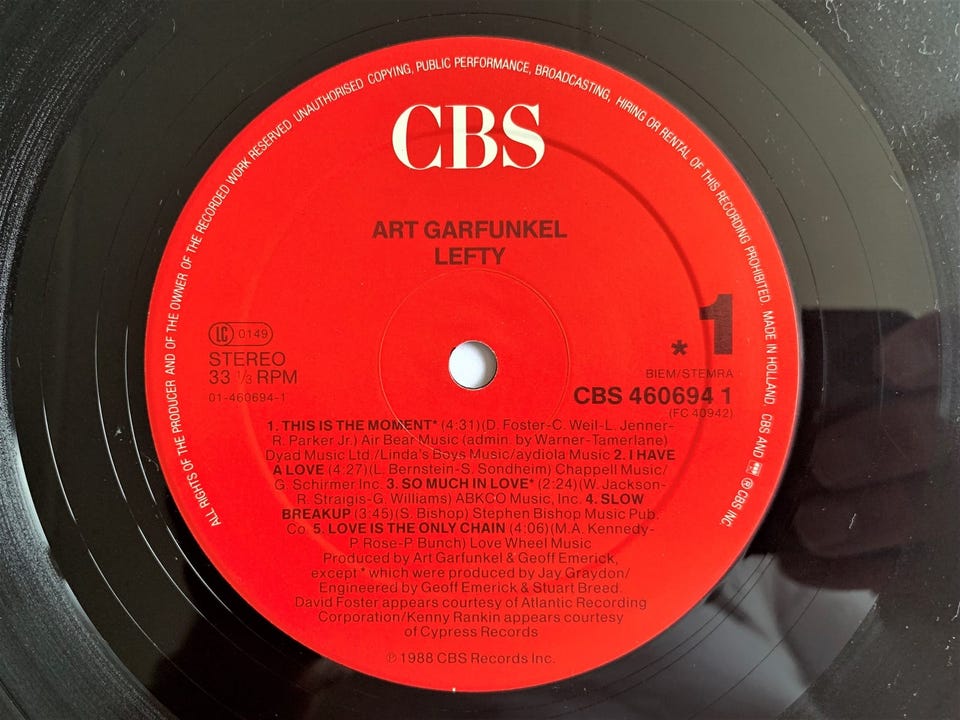 ALL RIGHTS OF THE PRODUCER AND OF THE OWNER OF THE RECORDED WORK RESERVED UNAUTHORISED COPYING, PUBLIC PERFORMANCE, BROADCASTING, HIRING OR RENTAL OF THIS RECORDING PROHIBITED. MADE IN HOLLAND. CBS AND ℗ CBS INC.
CBS
ART GARFUNKEL
LEFTY
LC 0149
STEREO
33 ⅓ RPM
01-460694-1
* 1
BIEM/STEMRA
CBS 460694 1
(FC 40942)
1. THIS IS THE MOMENT* (4:31)(D. Foster-C. Weil-L. Jenner-
R. Parker Jr.) Air Bear Music (admin. by Warner-Tamerlane)
Dyad Music Ltd./Linda's Boys Music/aydiola Music 2. I HAVE
A LOVE (4:27)(L. Bernstein-S. Sondheim) Chappell Music/
G. Schirmer Inc. 3. SO MUCH IN LOVE* (2:24)(W. Jackson-
R. Straigis-G. Williams) ABKCO Music, Inc. 4. SLOW
BREAKUP (3:45)(S. Bishop) Stephen Bishop Music Pub.
Co. 5. LOVE IS THE ONLY CHAIN (4:06)(M.A. Kennedy-
P. Rose-P. Bunch) Love Wheel Music
Produced by Art Garfunkel & Geoff Emerick,
except * which were produced by Jay Graydon/
Engineered by Geoff Emerick & Stuart Breed.
David Foster appears courtesy of Atlantic Recording
Corporation/Kenny Rankin appears courtesy
of Cypress Records
℗ 1988 CBS Records Inc.